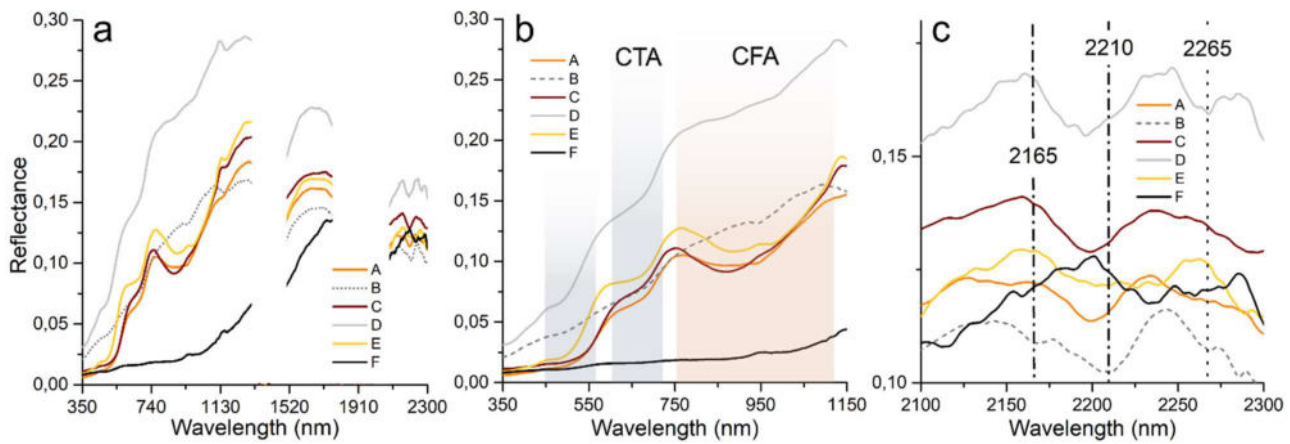 a
0,30
0,25
0,20
0,15
0,10
0,05
0,00
Reflectance
350 740 1130 1520 1910 2300
Wavelength (nm)
A
B
C
D
E
F
b
0,30
0,25
0,20
0,15
0,10
0,05
0,00
CTA CFA
A
B
C
D
E
F
350 550 750 950 1150
Wavelength (nm)
c
2210 2265
2165
0,15
0,10
A
B
C
D
E
F
2100 2150 2200 2250 2300
Wavelength (nm)